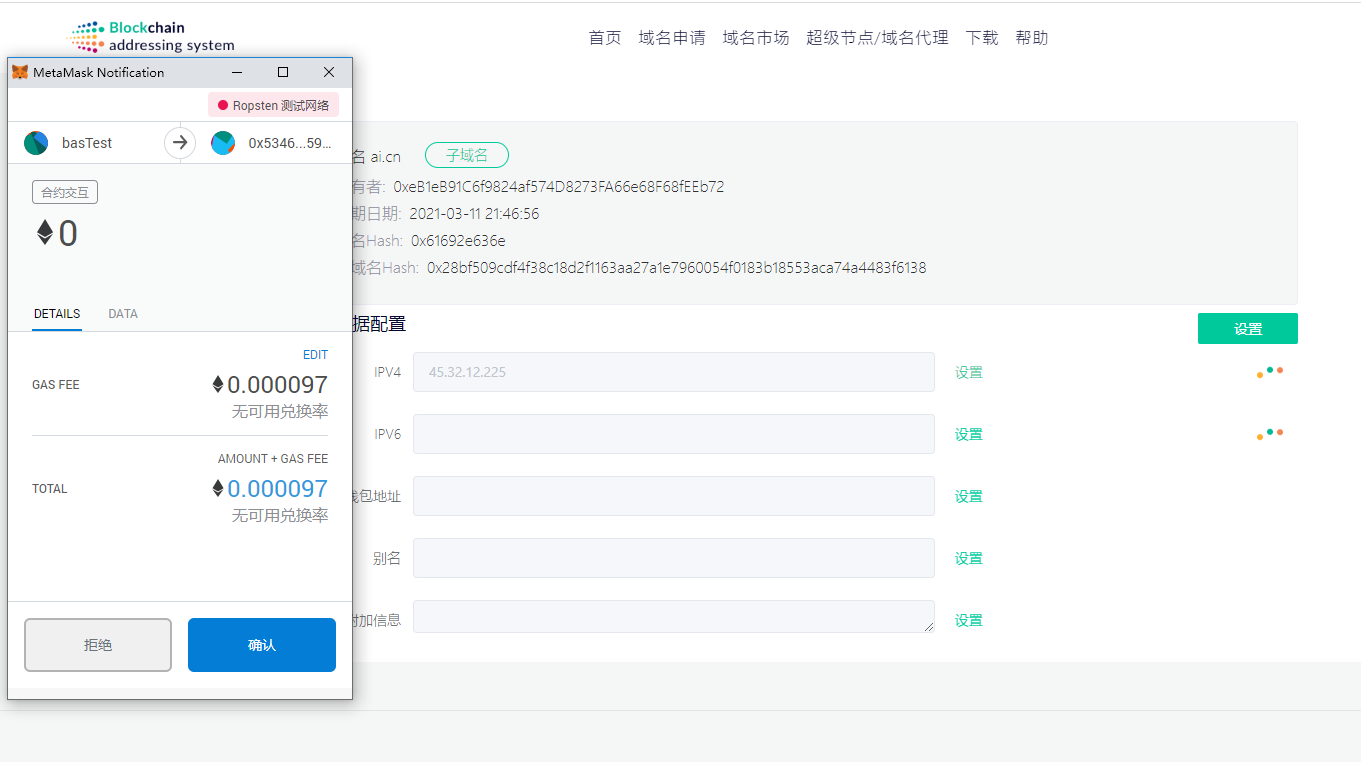 Blockchain
addressing system
首页 域名申请 域名市场 超级节点/域名代理 下载 帮助
MetaMask Notification
Ropsten 测试网络
basTest
0x5346...59...
合约交互
0
DETAILS DATA
EDIT
GAS FEE
0.000097
无可用兑换率
AMOUNT + GAS FEE
TOTAL
0.000097
无可用兑换率
拒绝 确认
名 ai.cn 子域名
有者: 0xeB1eB91C6f9824af574D8273FA66e68F68fEEb72
期日期: 2021-03-11 21:46:56
名Hash: 0x61692e636e
域名Hash: 0x28bf509cdf4f38c18d2f1163aa27a1e7960054f0183b18553aca74a4483f6138
据配置 设置
IPV4 45.32.12.225 设置
IPV6 设置
钱包地址 设置
别名 设置
附加信息 设置